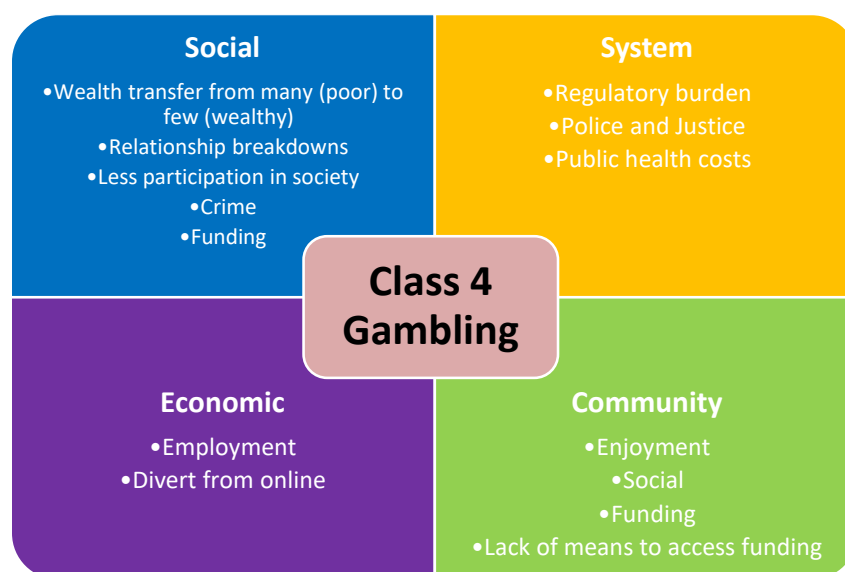 Social
•Wealth transfer from many (poor) to
few (wealthy)
•Relationship breakdowns
•Less participation in society
•Crime
•Funding
System
•Regulatory burden
•Police and Justice
•Public health costs
Class 4
Gambling
Economic
•Employment
•Divert from online
Community
•Enjoyment
•Social
•Funding
•Lack of means to access funding